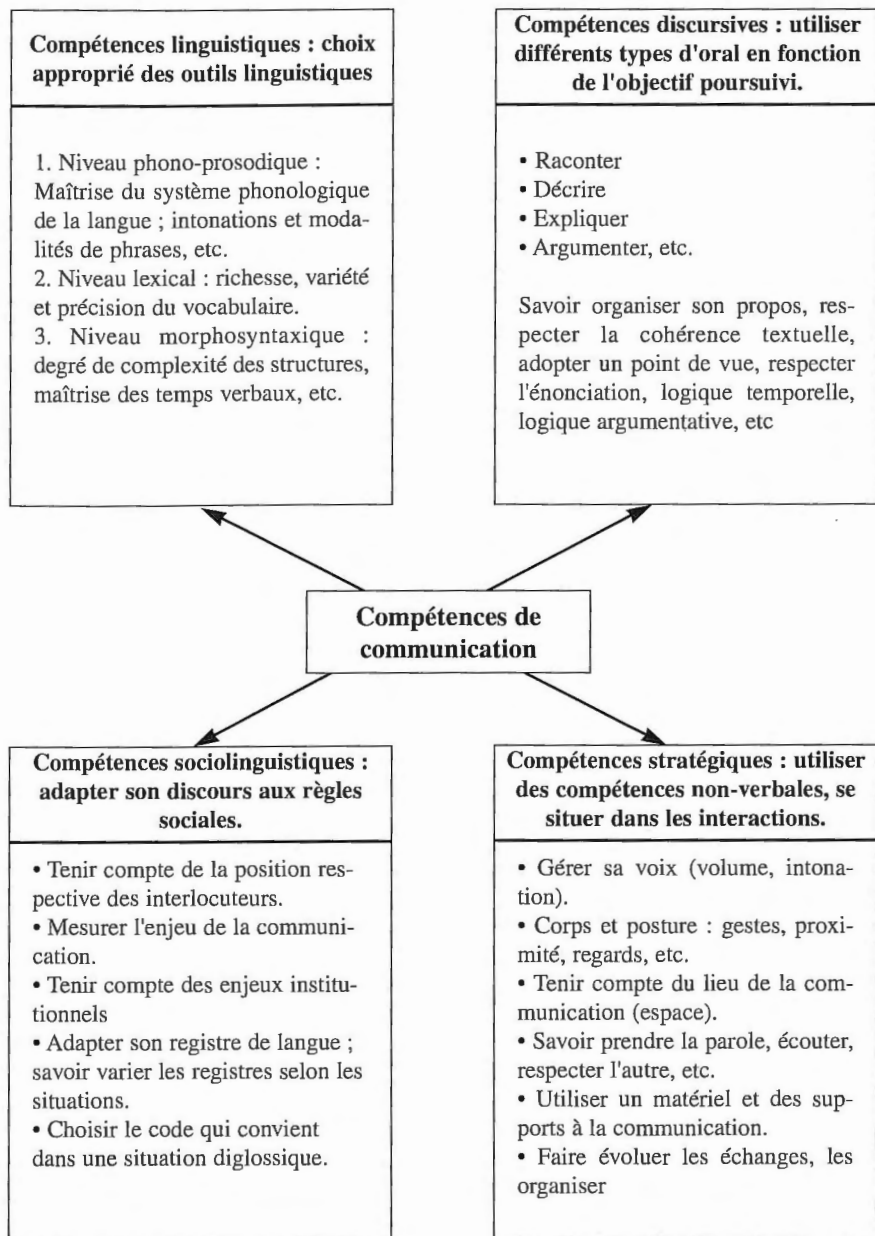 Compétences linguistiques : choix
approprié des outils linguistiques
1. Niveau phono-prosodique :
Maîtrise du système phonologique
de la langue ; intonations et moda-
lités de phrases, etc.
2. Niveau lexical : richesse, variété
et précision du vocabulaire.
3. Niveau morphosyntaxique :
degré de complexité des structures,
maîtrise des temps verbaux, etc.
Compétences discursives : utiliser
différents types d'oral en fonction
de l'objectif poursuivi.
• Raconter
• Décrire
• Expliquer
• Argumenter, etc.
Savoir organiser son propos, res-
pecter la cohérence textuelle,
adopter un point de vue, respecter
l'énonciation, logique temporelle,
logique argumentative, etc
Compétences de
communication
Compétences sociolinguistiques :
adapter son discours aux règles
sociales.
• Tenir compte de la position res-
pective des interlocuteurs.
• Mesurer l'enjeu de la communi-
cation.
• Tenir compte des enjeux institu-
tionnels
• Adapter son registre de langue ;
savoir varier les registres selon les
situations.
• Choisir le code qui convient
dans une situation diglossique.
Compétences stratégiques : utiliser
des compétences non-verbales, se
situer dans les interactions.
• Gérer sa voix (volume, intona-
tion).
• Corps et posture : gestes, proxi-
mité, regards, etc.
• Tenir compte du lieu de la com-
munication (espace).
• Savoir prendre la parole, écouter,
respecter l'autre, etc.
• Utiliser un matériel et des sup-
ports à la communication.
• Faire évoluer les échanges, les
organiser